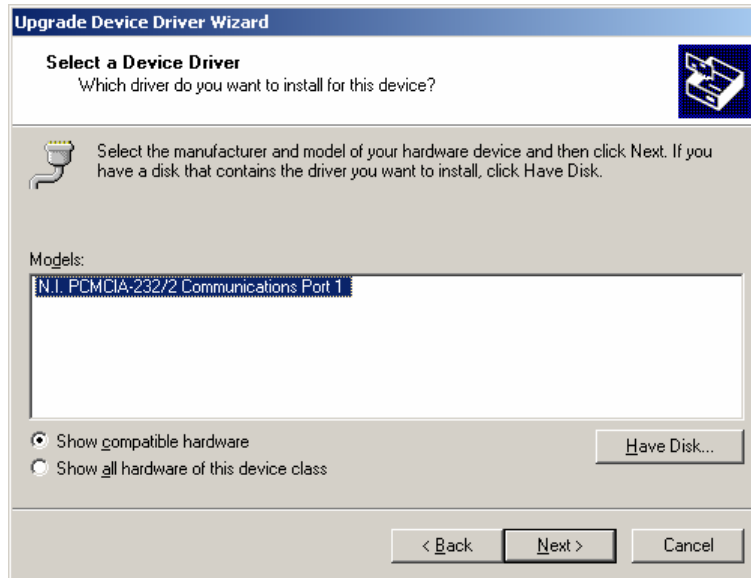 Upgrade Device Driver Wizard
Select a Device Driver
Which driver do you want to install for this device?
Select the manufacturer and model of your hardware device and then click Next. If you
have a disk that contains the driver you want to install, click Have Disk.
Models:
N.I. PCMCIA-232/2 Communications Port 1
Show compatible hardware
Have Disk...
Show all hardware of this device class
< Back
Next >
Cancel